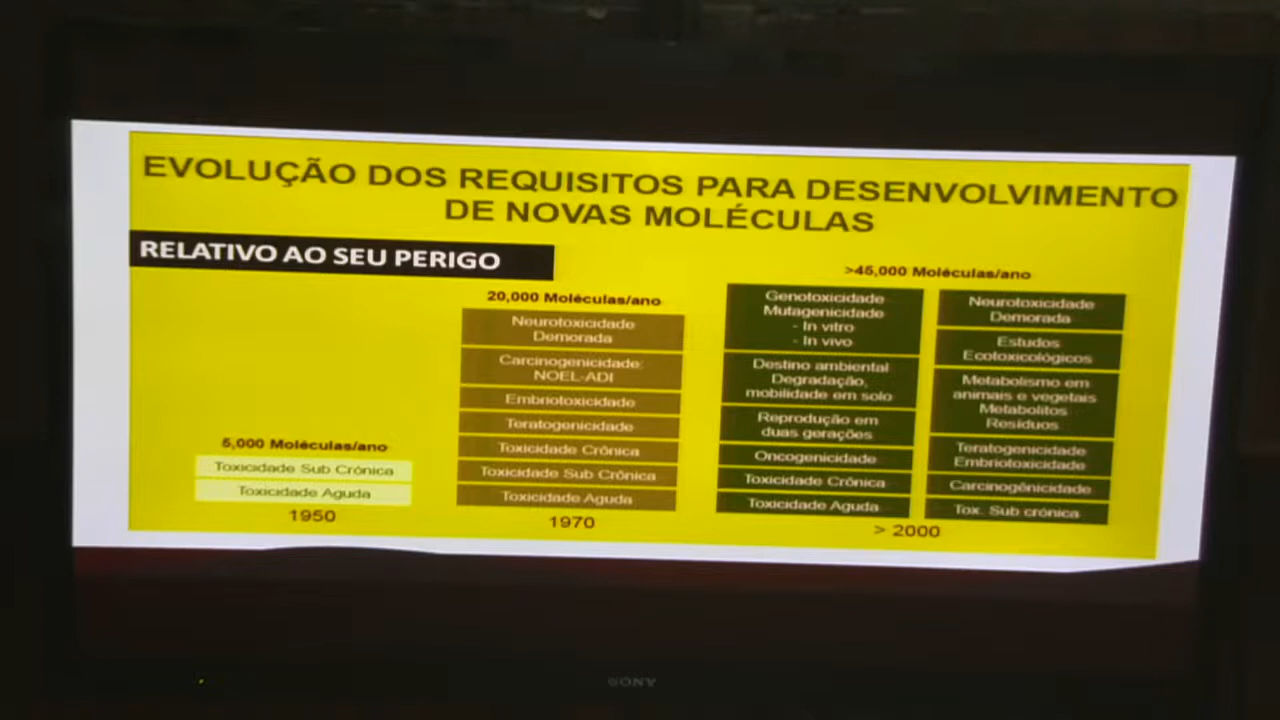 EVOLUÇÃO DOS REQUISITOS PARA DESENVOLVIMENTO
DE NOVAS MOLÉCULAS
RELATIVO AO SEU PERIGO
5,000 Moléculas/ano
Toxicidade Sub Crônica
Toxicidade Aguda
1950
20,000 Moléculas/ano
Neurotoxicidade
Demorada
Carcinogenicidade:
NOEL-ADI
Embriotoxicidade
Teratogenicidade
Toxicidade Crônica
Toxicidade Sub Crônica
Toxicidade Aguda
1970
>45,000 Moléculas/ano
Genotoxicidade
Mutagenicidade
- In vitro
- In vivo
Destino ambiental
Degradação,
mobilidade em solo
Reprodução em
duas gerações
Oncogenicidade
Toxicidade Crônica
Toxicidade Aguda
Neurotoxicidade
Demorada
Estudos
Ecotoxicológicos
Metabolismo em
animais e vegetais
Metabolitos
Resíduos
Teratogenicidade
Embriotoxicidade
Carcinogênicidade
Tox. Sub crónica
> 2000
SONY